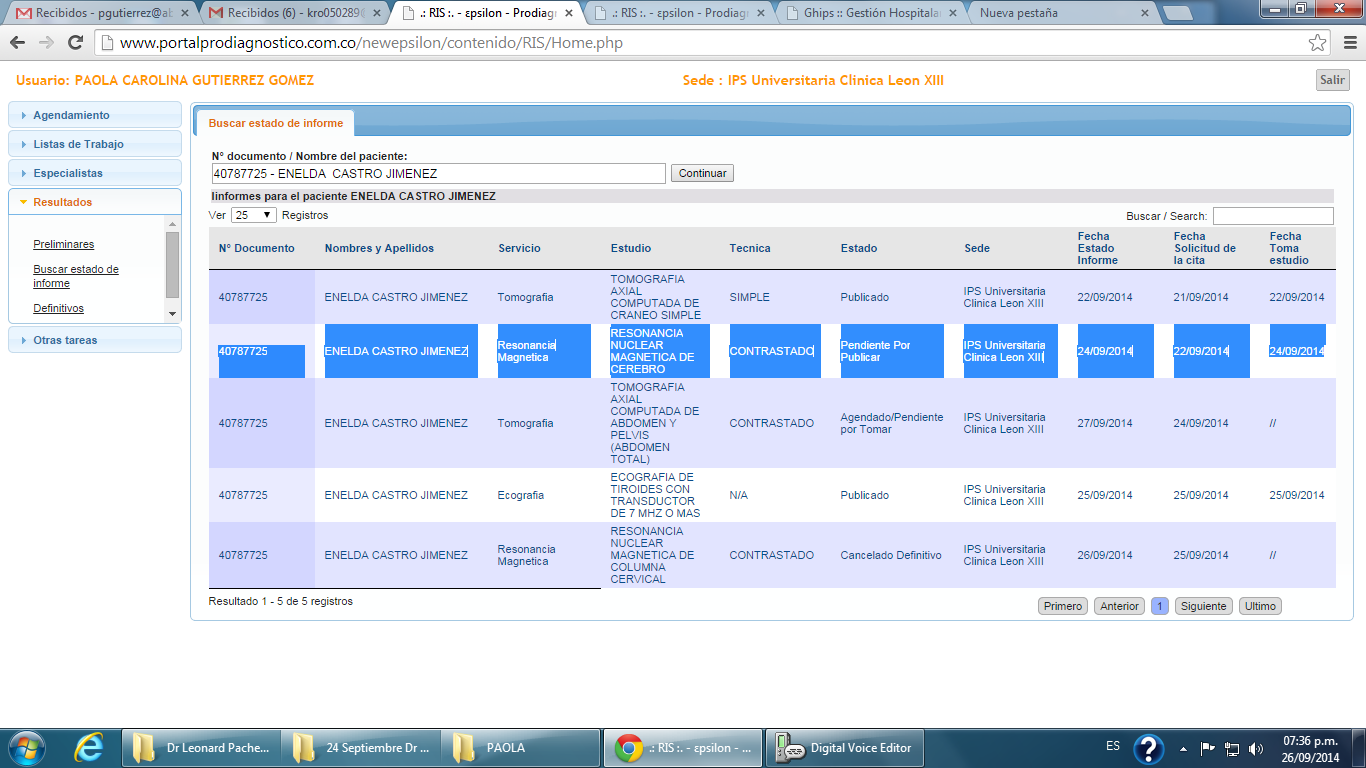 Recibidos - pgutierrez@ab
Recibidos (6) - kro050289@
.: RIS :. - εpsilon - Prodiagn
.: RIS :. - εpsilon - Prodiagn
Ghips :: Gestión Hospitala
Nueva pestaña
www.portalprodiagnostico.com.co/newepsilon/contenido/RIS/Home.php
Usuario: PAOLA CAROLINA GUTIERREZ GOMEZ
Sede : IPS Universitaria Clinica Leon XIII
Salir
Agendamiento
Listas de Trabajo
Especialistas
Resultados
Preliminares
Buscar estado de
informe
Definitivos
Otras tareas
Buscar estado de informe
N° documento / Nombre del paciente:
40787725 - ENELDA CASTRO JIMENEZ
Continuar
Iinformes para el paciente ENELDA CASTRO JIMENEZ
Ver 25 Registros
Buscar / Search:
N° Documento Nombres y Apellidos Servicio Estudio Tecnica Estado Sede Fecha Estado Informe Fecha Solicitud de la cita Fecha Toma estudio
40787725 ENELDA CASTRO JIMENEZ Tomografia TOMOGRAFIA AXIAL COMPUTADA DE CRANEO SIMPLE SIMPLE Publicado IPS Universitaria Clinica Leon XIII 22/09/2014 21/09/2014 22/09/2014
40787725 ENELDA CASTRO JIMENEZ Resonancia Magnetica RESONANCIA NUCLEAR MAGNETICA DE CEREBRO CONTRASTADO Pendiente Por Publicar IPS Universitaria Clinica Leon XIII 24/09/2014 22/09/2014 24/09/2014
40787725 ENELDA CASTRO JIMENEZ Tomografia TOMOGRAFIA AXIAL COMPUTADA DE ABDOMEN Y PELVIS (ABDOMEN TOTAL) CONTRASTADO Agendado/Pendiente por Tomar IPS Universitaria Clinica Leon XIII 27/09/2014 24/09/2014 //
40787725 ENELDA CASTRO JIMENEZ Ecografia ECOGRAFIA DE TIROIDES CON TRANSDUCTOR DE 7 MHZ O MAS N/A Publicado IPS Universitaria Clinica Leon XIII 25/09/2014 25/09/2014 25/09/2014
40787725 ENELDA CASTRO JIMENEZ Resonancia Magnetica RESONANCIA NUCLEAR MAGNETICA DE COLUMNA CERVICAL CONTRASTADO Cancelado Definitivo IPS Universitaria Clinica Leon XIII 26/09/2014 25/09/2014 //
Resultado 1 - 5 de 5 registros
Primero Anterior 1 Siguiente Ultimo
Dr Leonard Pache...
24 Septiembre Dr ...
PAOLA
.: RIS :. - εpsilon - ...
Digital Voice Editor
ES
07:36 p.m.
26/09/2014